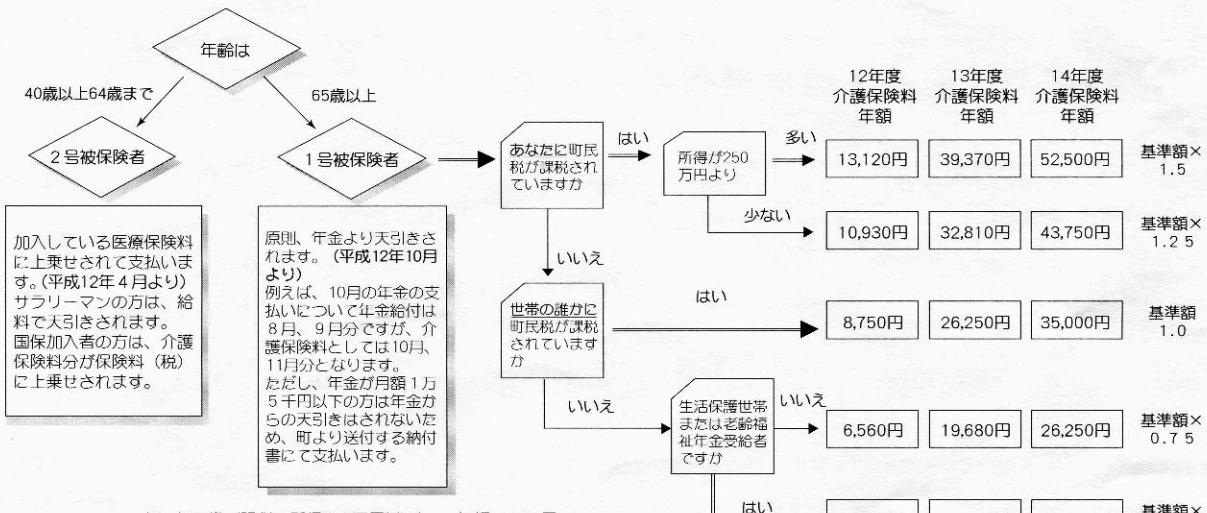 年齢は
40歳以上64歳まで
65歳以上
2号被保険者
1号被保険者
加入している医療保険料
に上乗せされて支払いま
す。(平成12年4月より)
サラリーマンの方は、給
料で天引きされます。
国保加入者の方は、介護
保険料分が保険料（税）
に上乗せされます。
原則、年金より天引きさ
れます。（平成12年10月
より）
例えば、10月の年金の支
払いについて年金給付は
8月、9月分ですが、介
護保険料としては10月、
11月分となります。
ただし、年金が月額1万
5千円以下の方は年金か
らの天引きはされないた
め、町より送付する納付
書にて支払います。
あなたに町民
税が課税され
ていますか
はい
所得が250
万円より
多い
少ない
いいえ
世帯の誰かに
町民税が課税
されています
か
はい
いいえ
生活保護世帯
または老齢福
祉年金受給者
ですか
いいえ
はい
12年度
介護保険料
年額
13年度
介護保険料
年額
14年度
介護保険料
年額
13,120円 39,370円 52,500円 基準額×
1.5
10,930円 32,810円 43,750円 基準額×
1.25
8,750円 26,250円 35,000円 基準額
1.0
6,560円 19,680円 26,250円 基準額×
0.75
基準額×